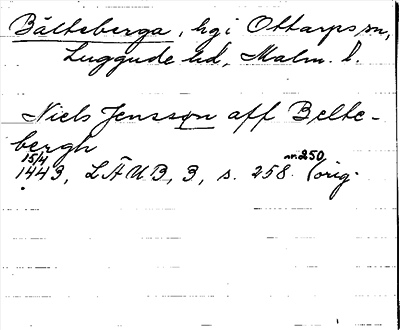 Bälteberga, hgi Ottarps sn,
Luggude hd, Malm. l.
Niels Jensson aff Belte-
bergh
15/4 nr 250
1443, LÄUB, 3, s. 258. (orig.